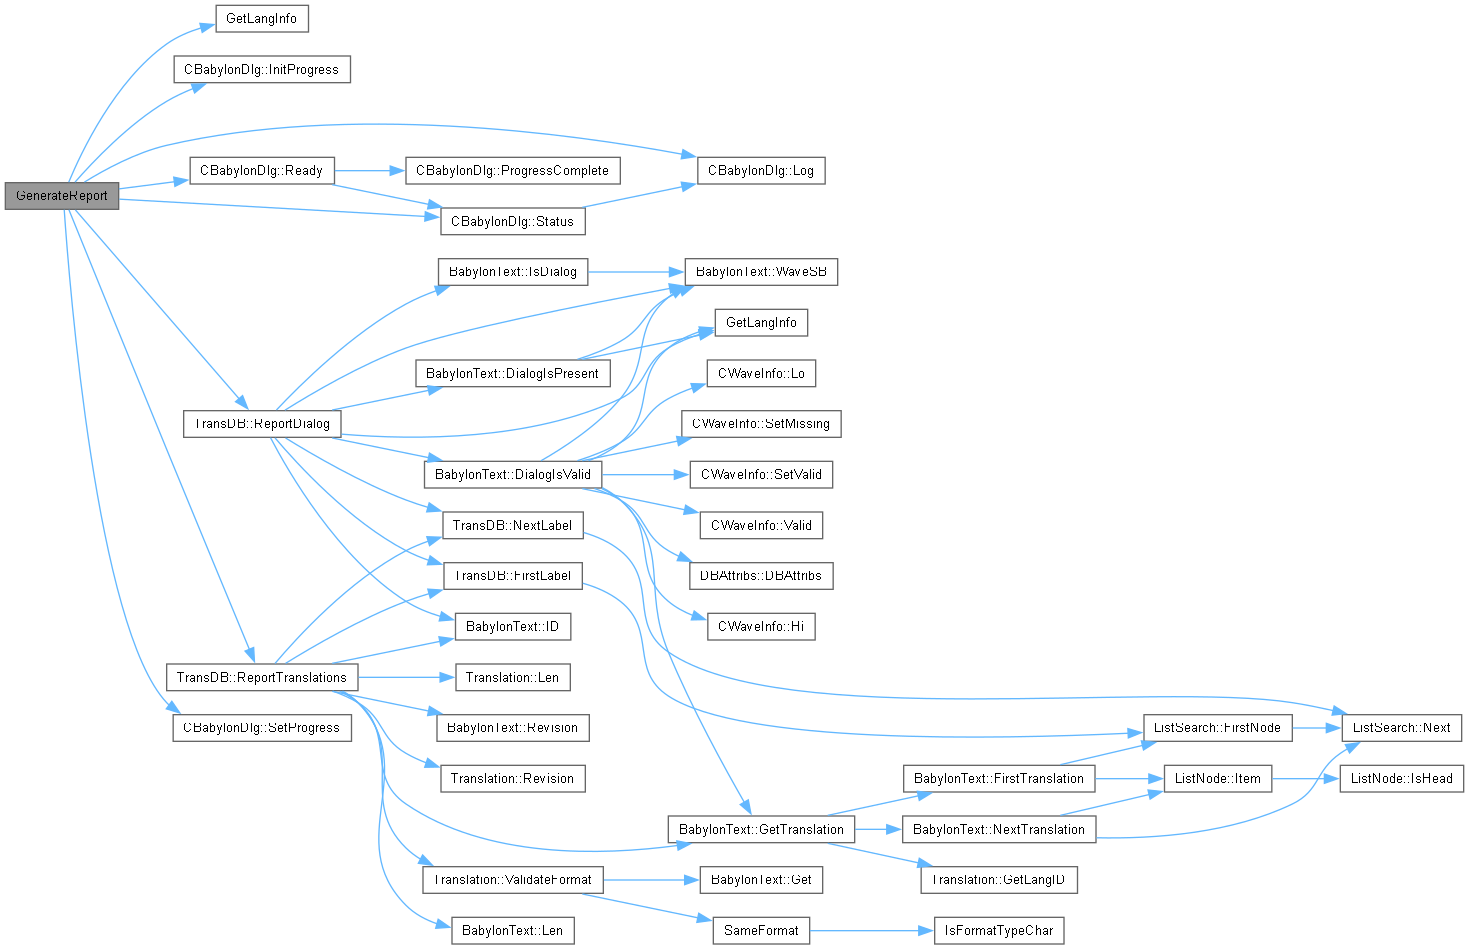 GetLangInfo
CBabylonDlg::InitProgress
CBabylonDlg::Ready
CBabylonDlg::ProgressComplete
CBabylonDlg::Log
GenerateReport
CBabylonDlg::Status
BabylonText::IsDialog
BabylonText::WaveSB
GetLangInfo
BabylonText::DialogIsPresent
CWaveInfo::Lo
TransDB::ReportDialog
CWaveInfo::SetMissing
BabylonText::DialogIsValid
CWaveInfo::SetValid
TransDB::NextLabel
CWaveInfo::Valid
TransDB::FirstLabel
DBAttribs::DBAttribs
BabylonText::ID
CWaveInfo::Hi
TransDB::ReportTranslations
Translation::Len
CBabylonDlg::SetProgress
BabylonText::Revision
ListSearch::FirstNode
ListSearch::Next
Translation::Revision
BabylonText::FirstTranslation
ListNode::Item
ListNode::IsHead
BabylonText::GetTranslation
BabylonText::NextTranslation
Translation::ValidateFormat
BabylonText::Get
Translation::GetLangID
BabylonText::Len
SameFormat
IsFormatTypeChar